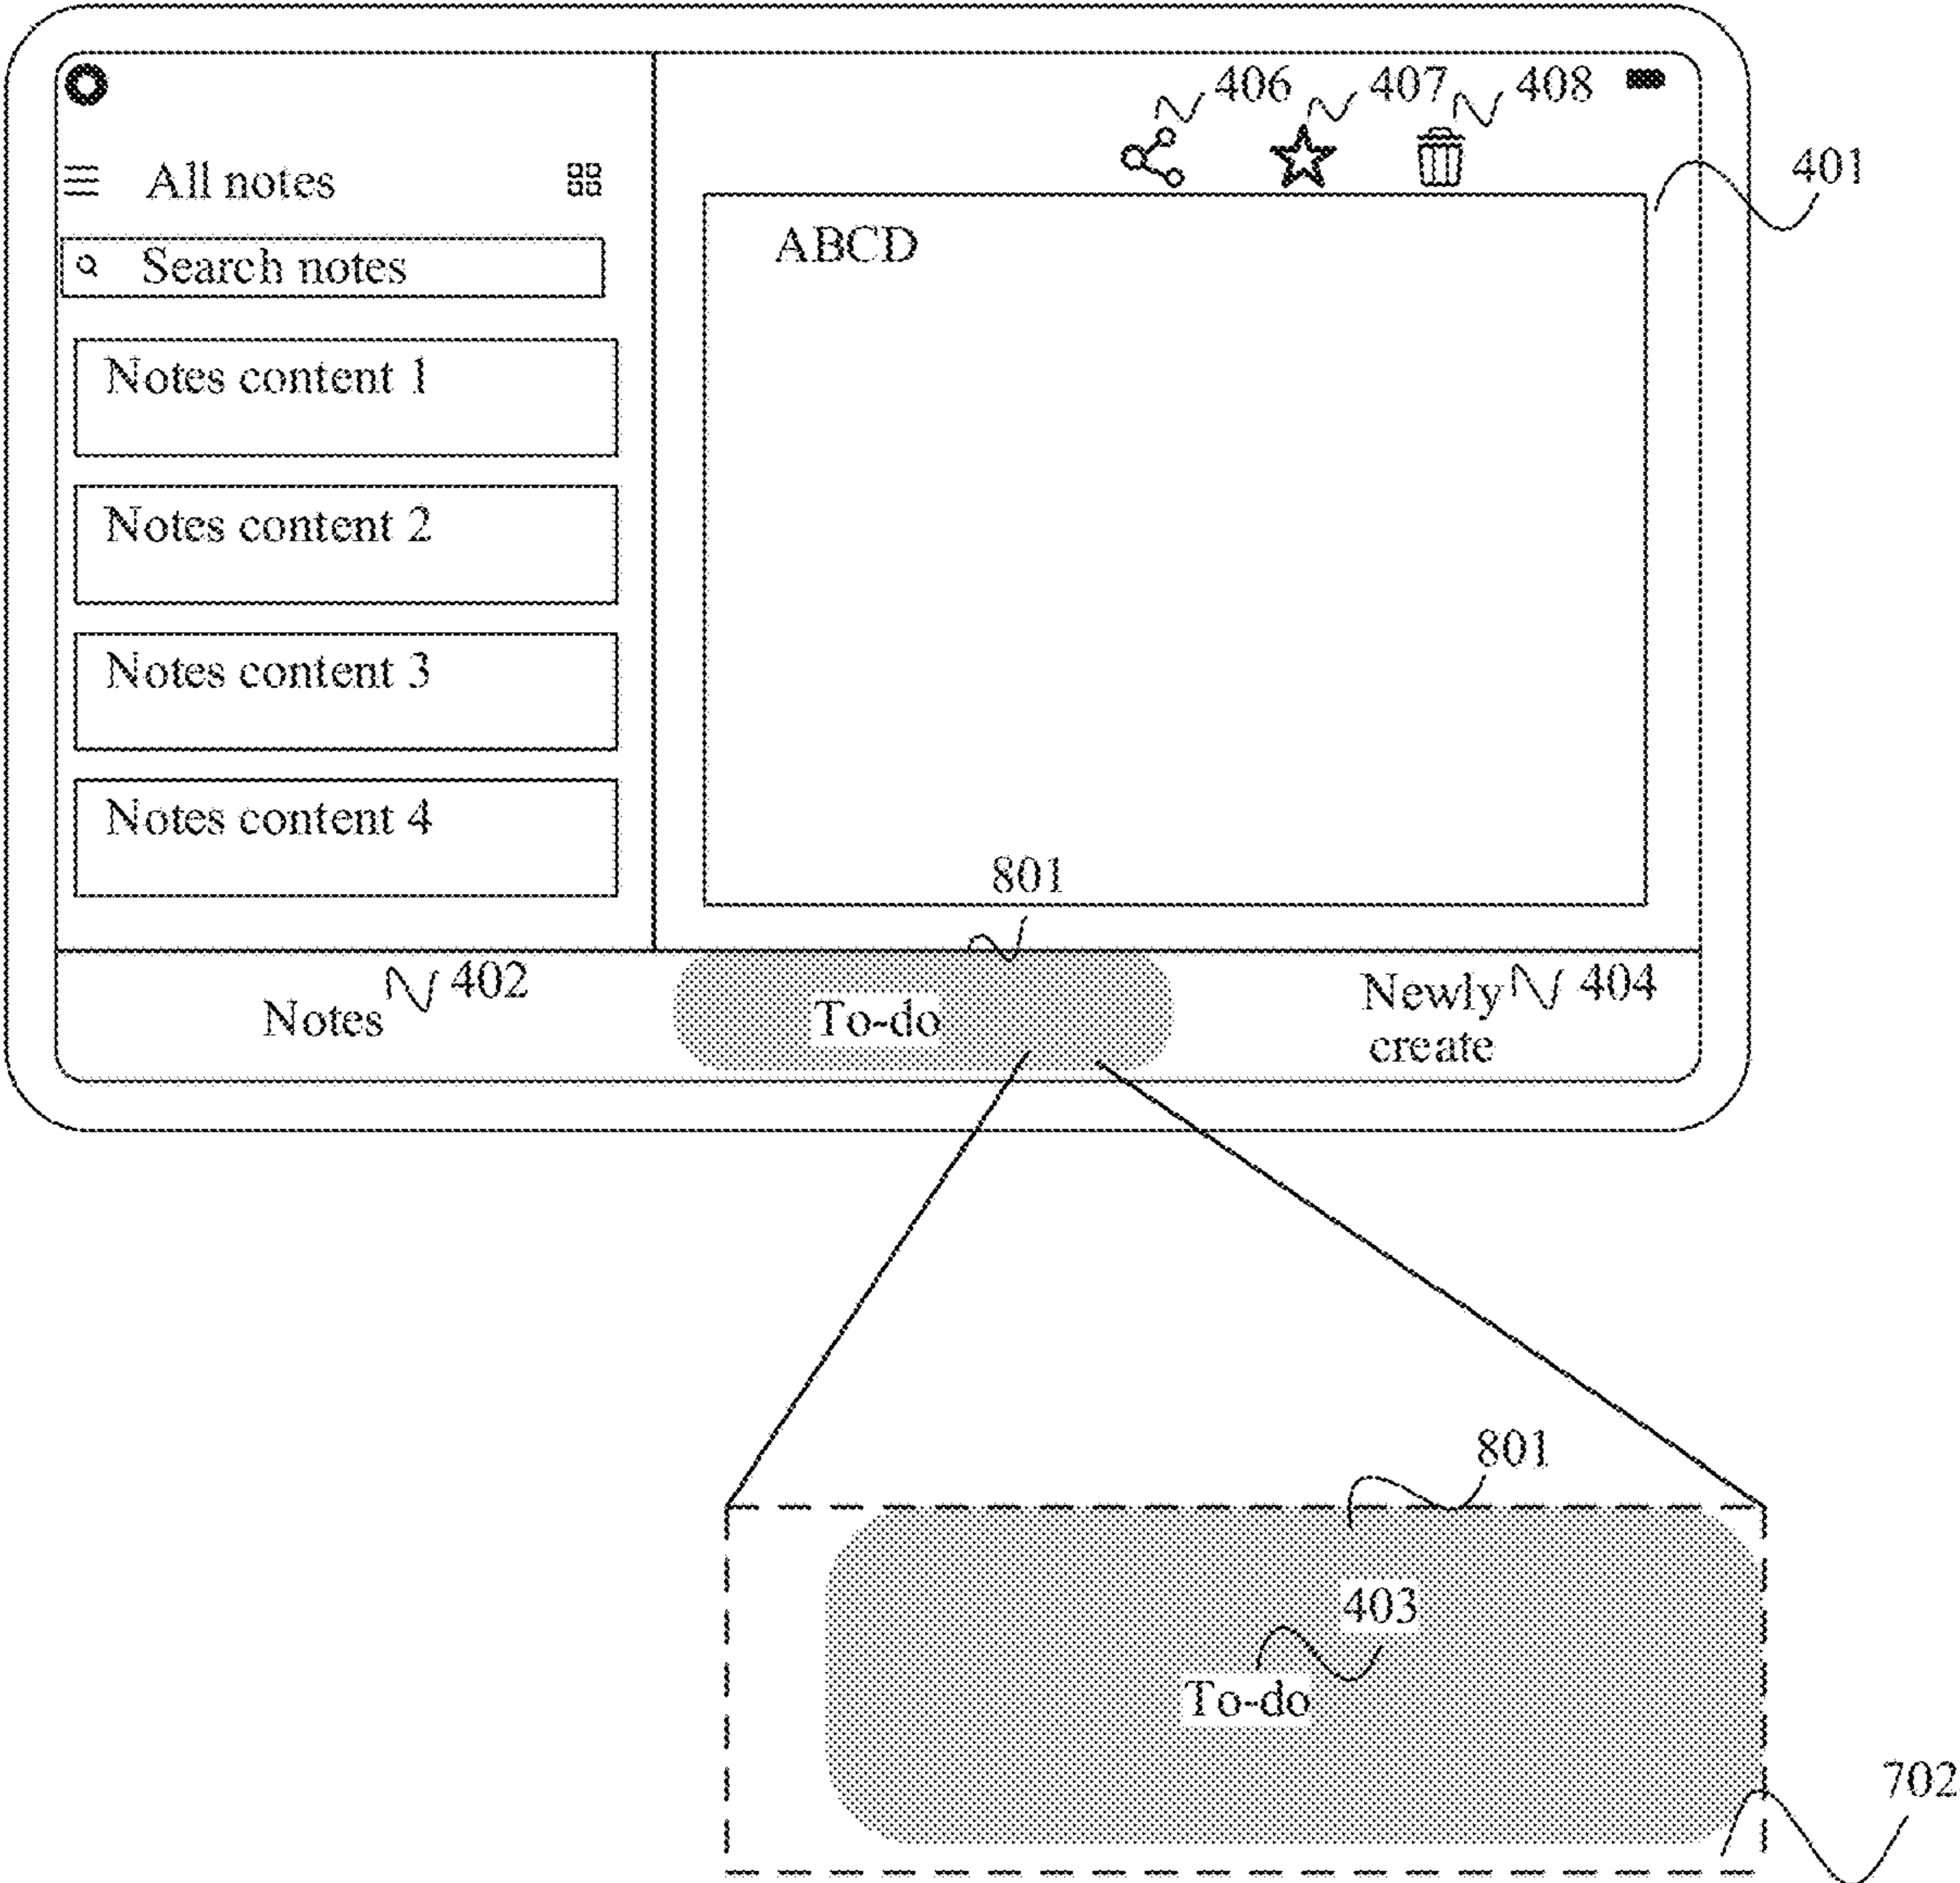 406 407 408
401
All notes
Search notes
ABCD
Notes content 1
Notes content 2
Notes content 3
Notes content 4
801
Notes 402
To-do
Newly 404
create
801
403
To-do
702